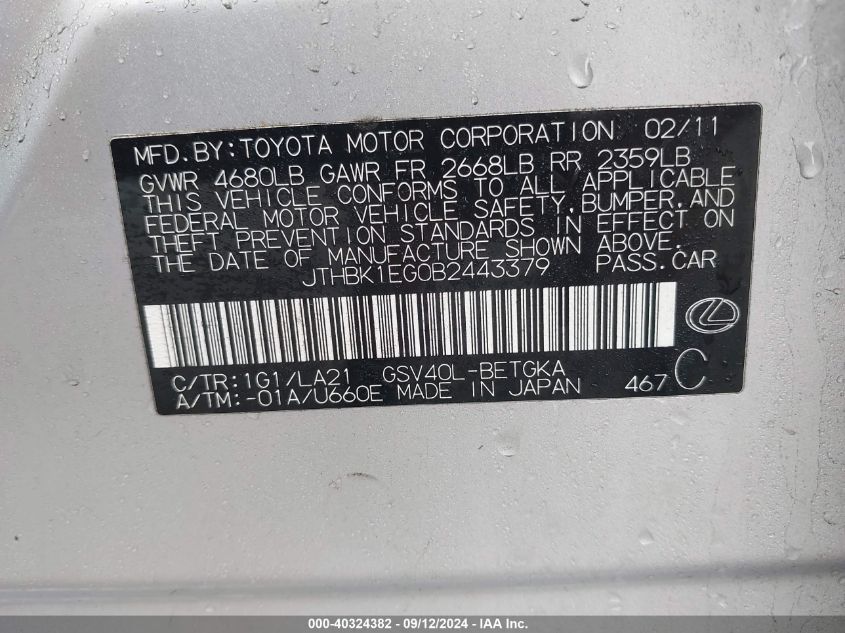 MFD.BY:TOYOTA MOTOR CORPORATION 02/11
GVWR 4680LB GAWR FR 2668LB RR 2359LB
THIS VEHICLE CONFORMS TO ALL APPLICABLE
FEDERAL MOTOR VEHICLE SAFETY,BUMPER,AND
THEFT PREVENTION STANDARDS IN EFFECT ON
THE DATE OF MANUFACTURE SHOWN ABOVE.
JTHBK1EG0B2443379 PASS.CAR
C/TR:1G1/LA21 GSV40L-BETGKA
A/TM:-01A/U660E MADE IN JAPAN 467 C
000-40324382 - 09/12/2024 - IAA Inc.